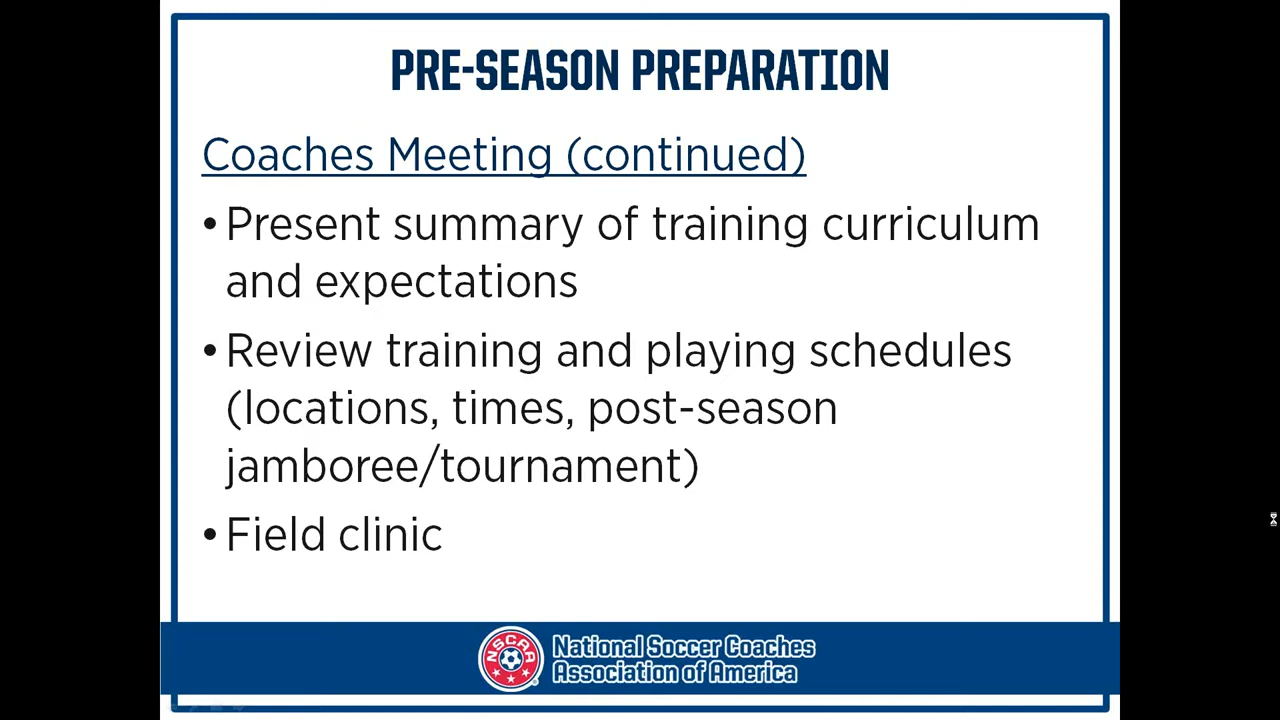 PRE-SEASON PREPARATION
Coaches Meeting (continued)
• Present summary of training curriculum
and expectations
• Review training and playing schedules
(locations, times, post-season
jamboree/tournament)
• Field clinic
NSCAA
National Soccer Coaches
Association of America